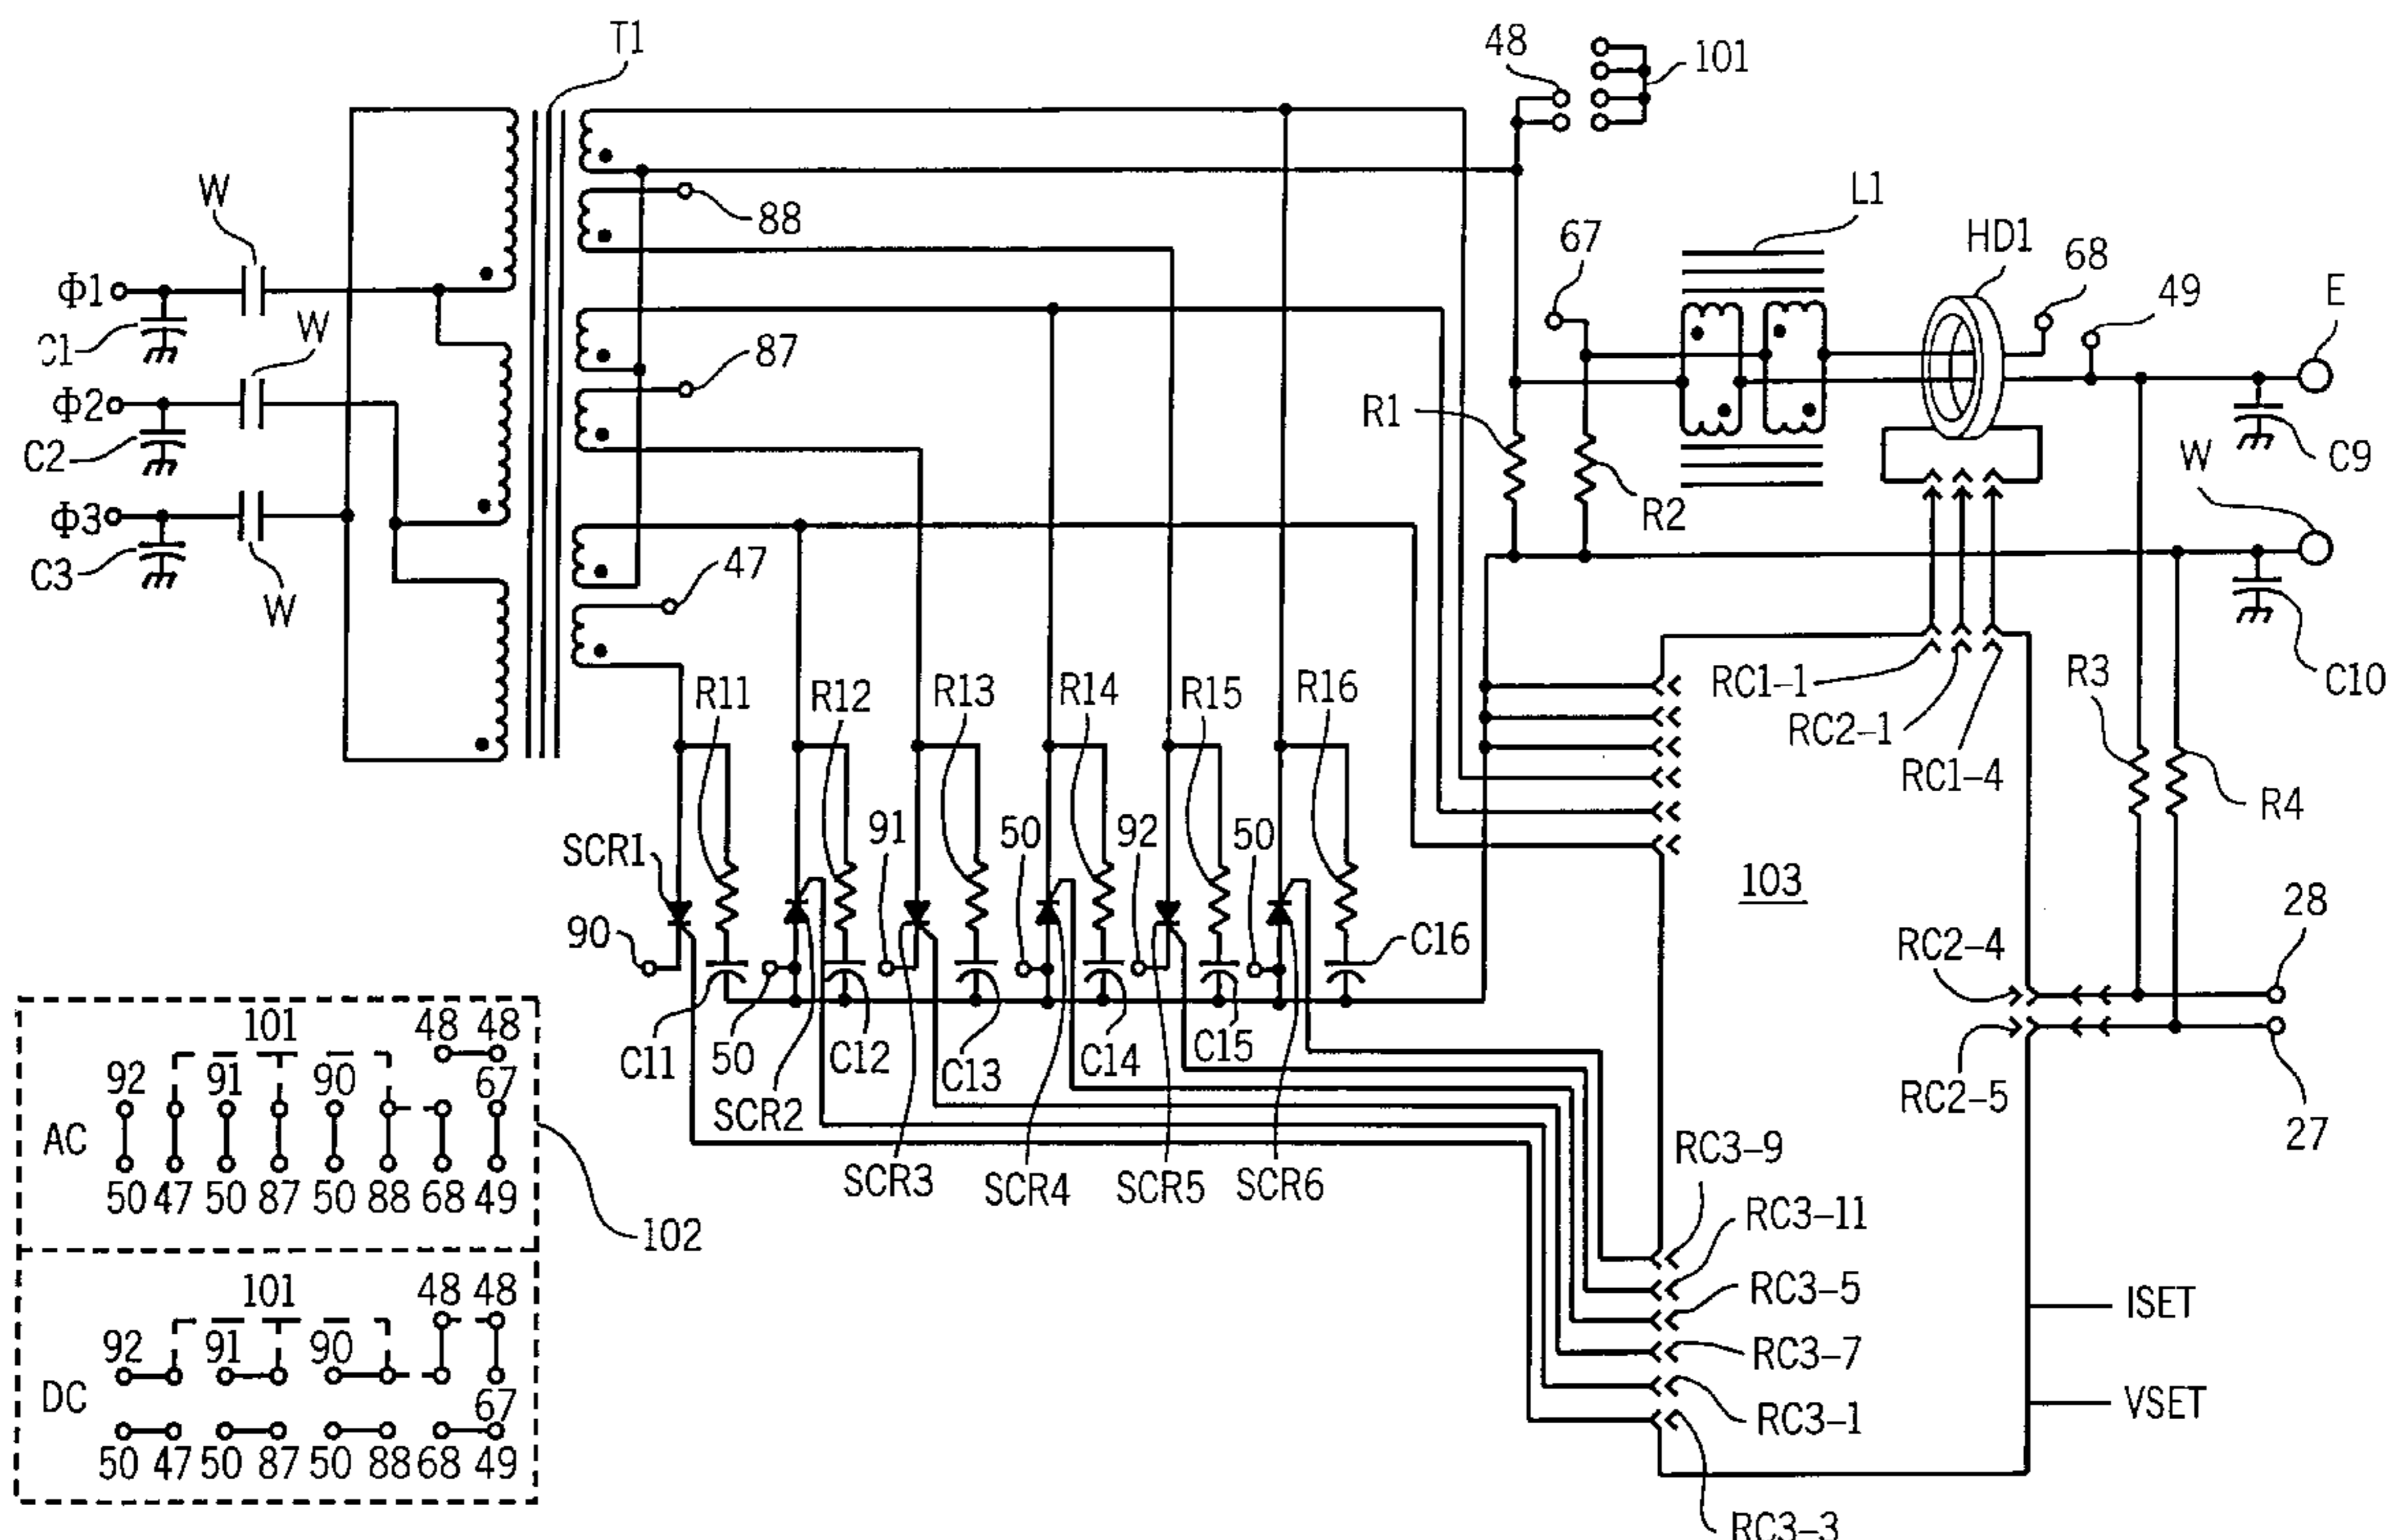 T1
48
101
W
88
L1
67
HD1
68
49
E
Φ1
C1
W
87
Φ2
R1
C2
R2
W
C9
Φ3
C3
W
47
R11
R12
R13
R14
R15
R16
RC1-1
RC2-1
RC1-4
R3
C10
R4
SCR1
91
50
92
50
103
90
C16
RC2-4
28
C11
50
SCR2
C12
C13
C14
C15
RC2-5
27
SCR3
SCR4
SCR5
SCR6
RC3-9
RC3-11
RC3-5
RC3-7
RC3-1
RC3-3
ISET
VSET
101
48 48
92 91 90 67
AC
50 47 50 87 50 88 68 49
102
101
48 48
92 91 90
DC
67
50 47 50 87 50 88 68 49